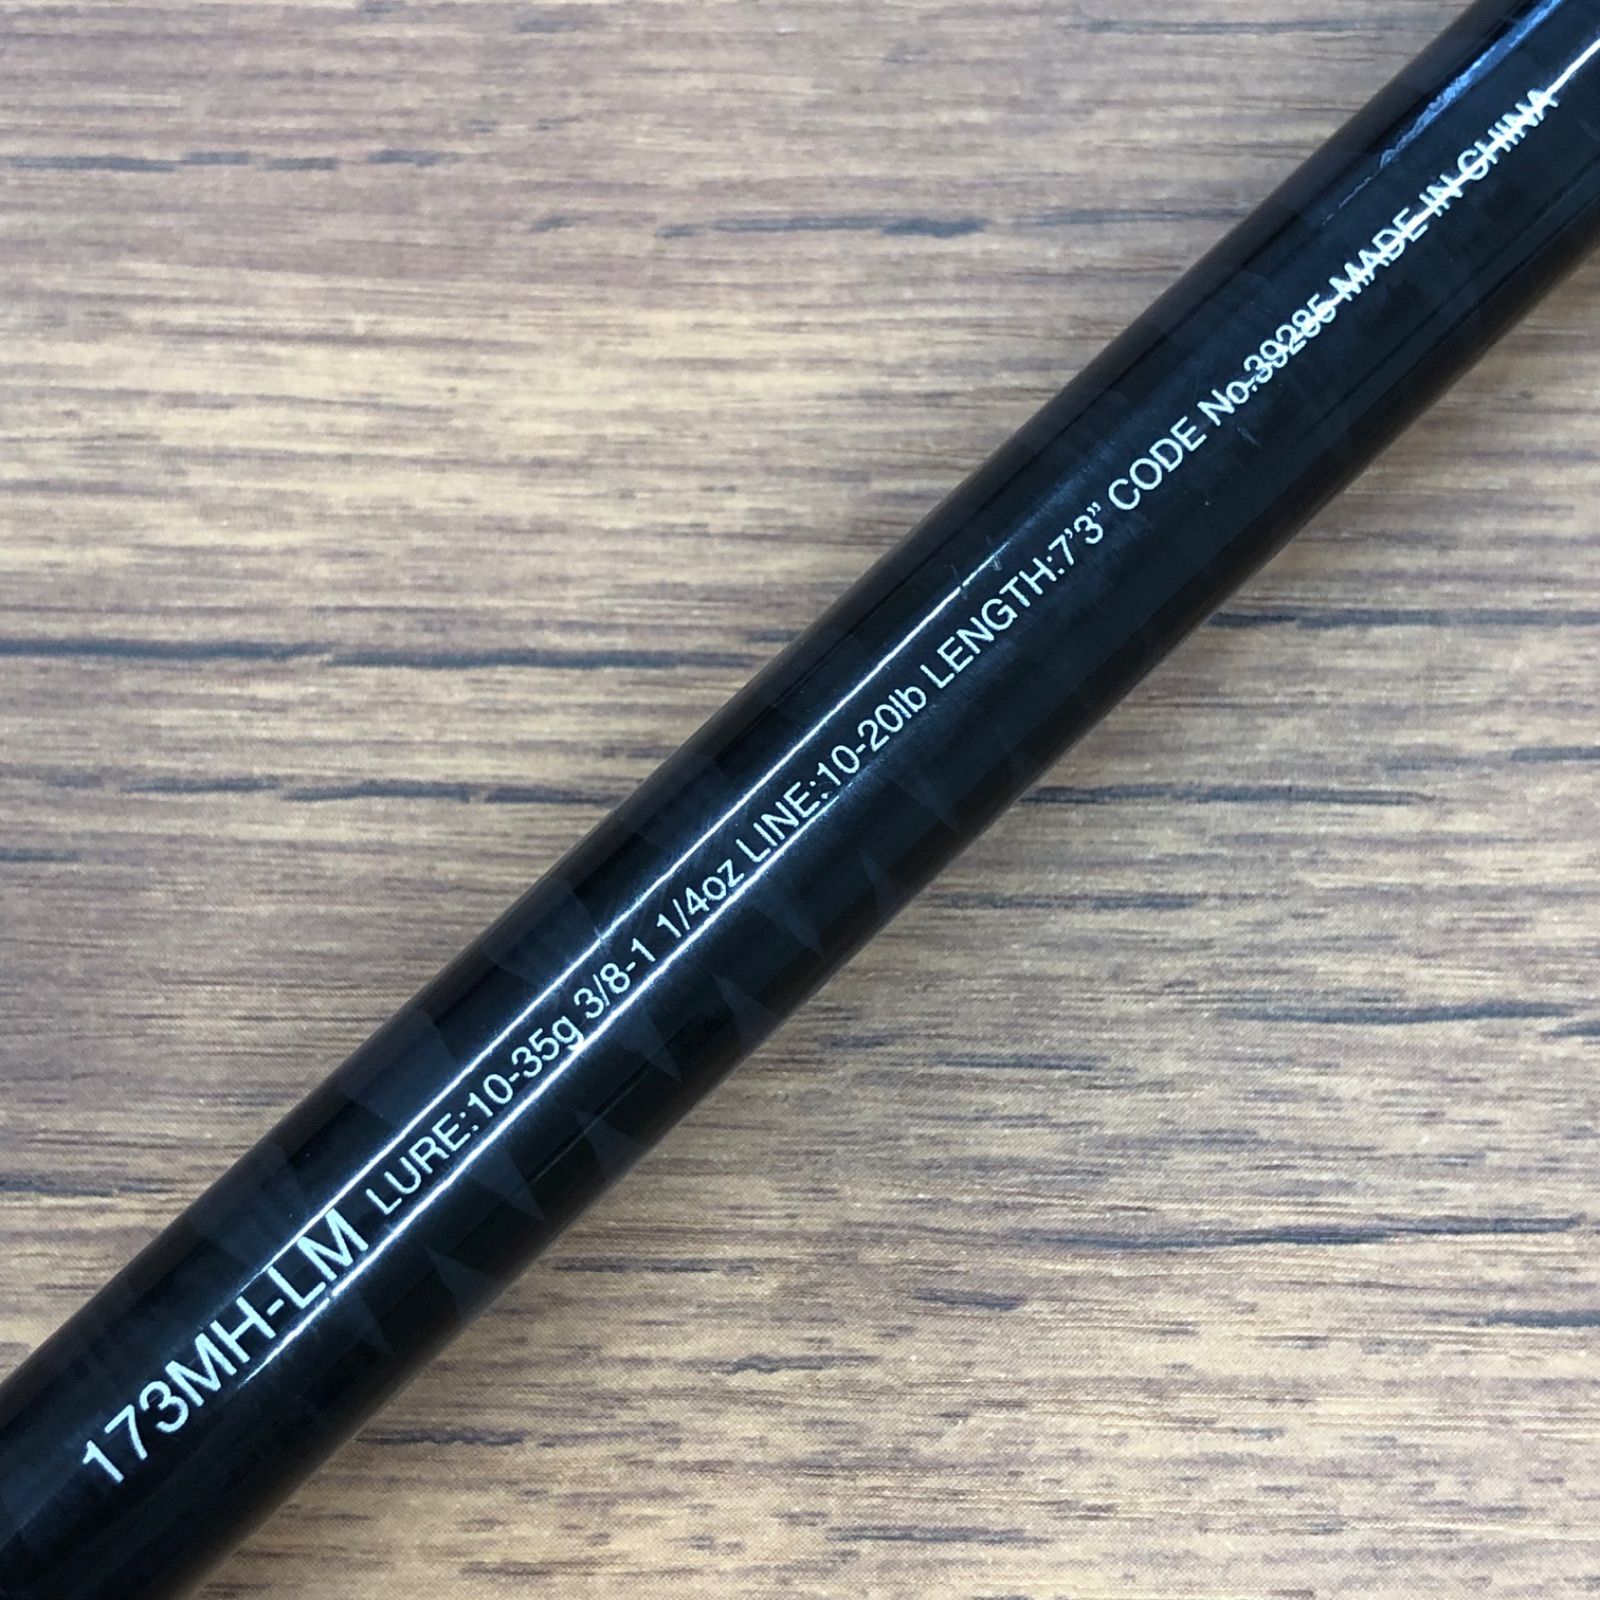 173MH-LM LURE:10-35g 3/8-1 1/4oz LINE:10-20lb LENGTH:7'3" CODE No.39285 MADE IN CHINA